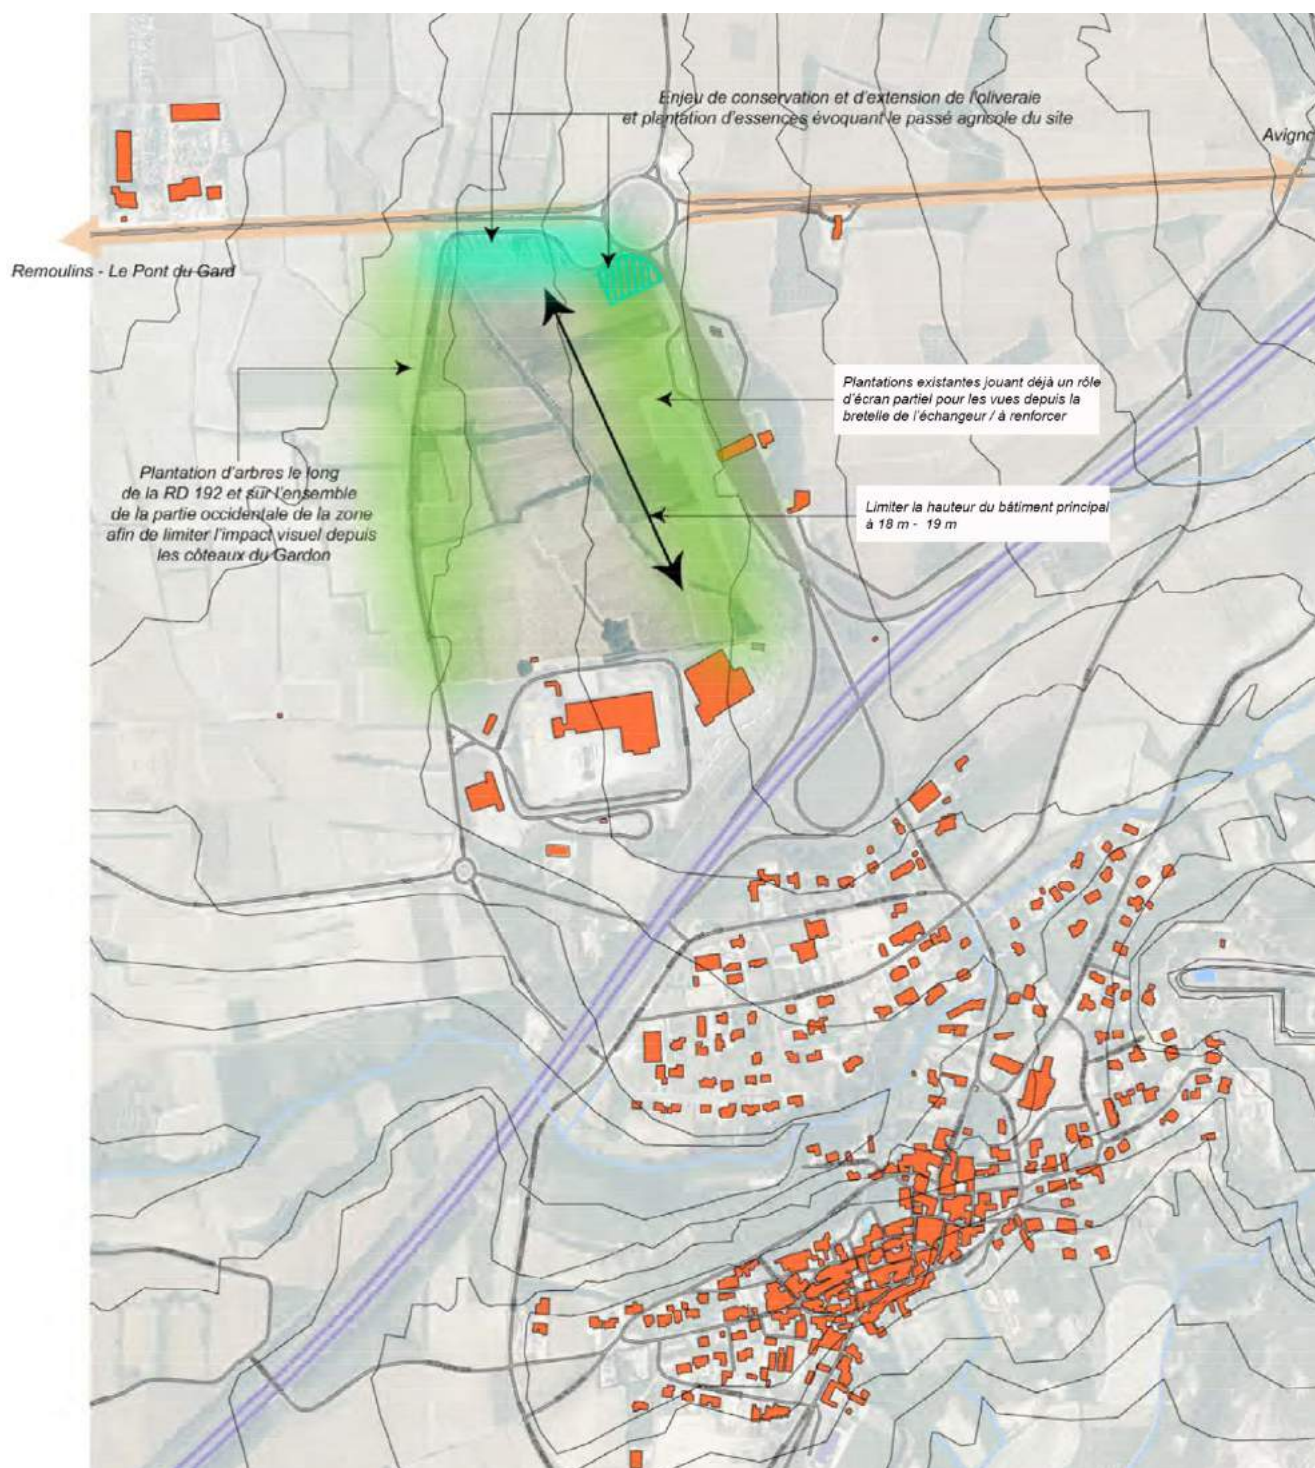 Enjeu de conservation et d'extension de l'oliveraie
et plantation d'essences évoquant le passé agricole du site
Avigno
Remoulins - Le Pont du Gard
Plantations existantes jouant déjà un rôle
d'écran partiel pour les vues depuis la
bretelle de l'échangeur / à renforcer
Plantation d'arbres le long
de la RD 192 et sur l'ensemble
de la partie occidentale de la zone
afin de limiter l'impact visuel depuis
les côteaux du Gardon
Limiter la hauteur du bâtiment principal
à 18 m - 19 m